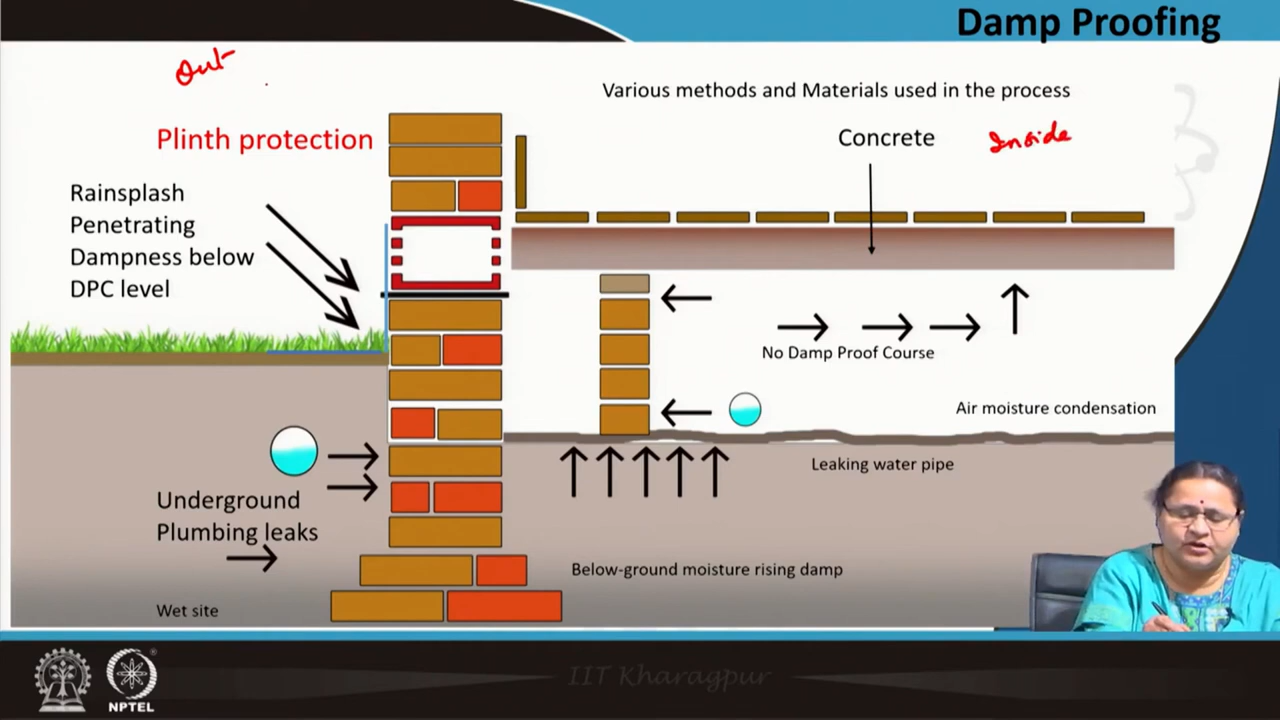 Damp Proofing
Out
Various methods and Materials used in the process
Plinth protection
Concrete
Inside
Rainsplash
Penetrating
Dampness below
DPC level
No Damp Proof Course
Air moisture condensation
Leaking water pipe
Underground
Plumbing leaks
Below-ground moisture rising damp
Wet site
IIT Kharagpur
NPTEL